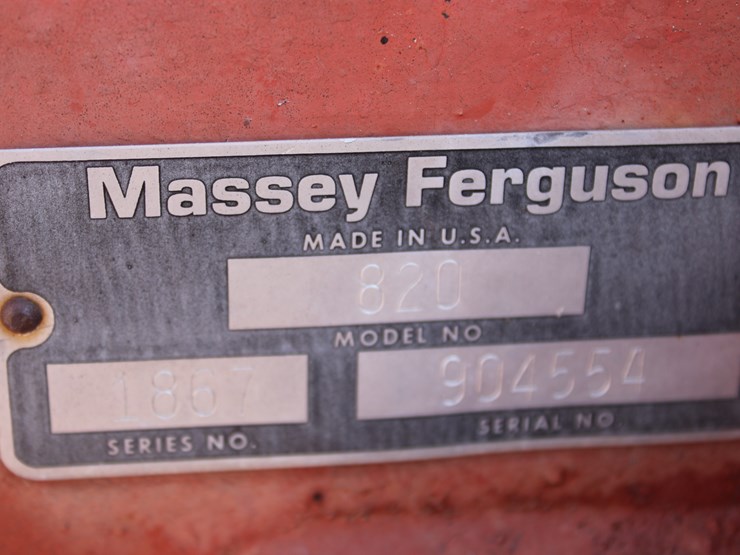 Massey Ferguson
MADE IN U.S.A.
820
MODEL NO
1867 904554
SERIES NO. SERIAL NO